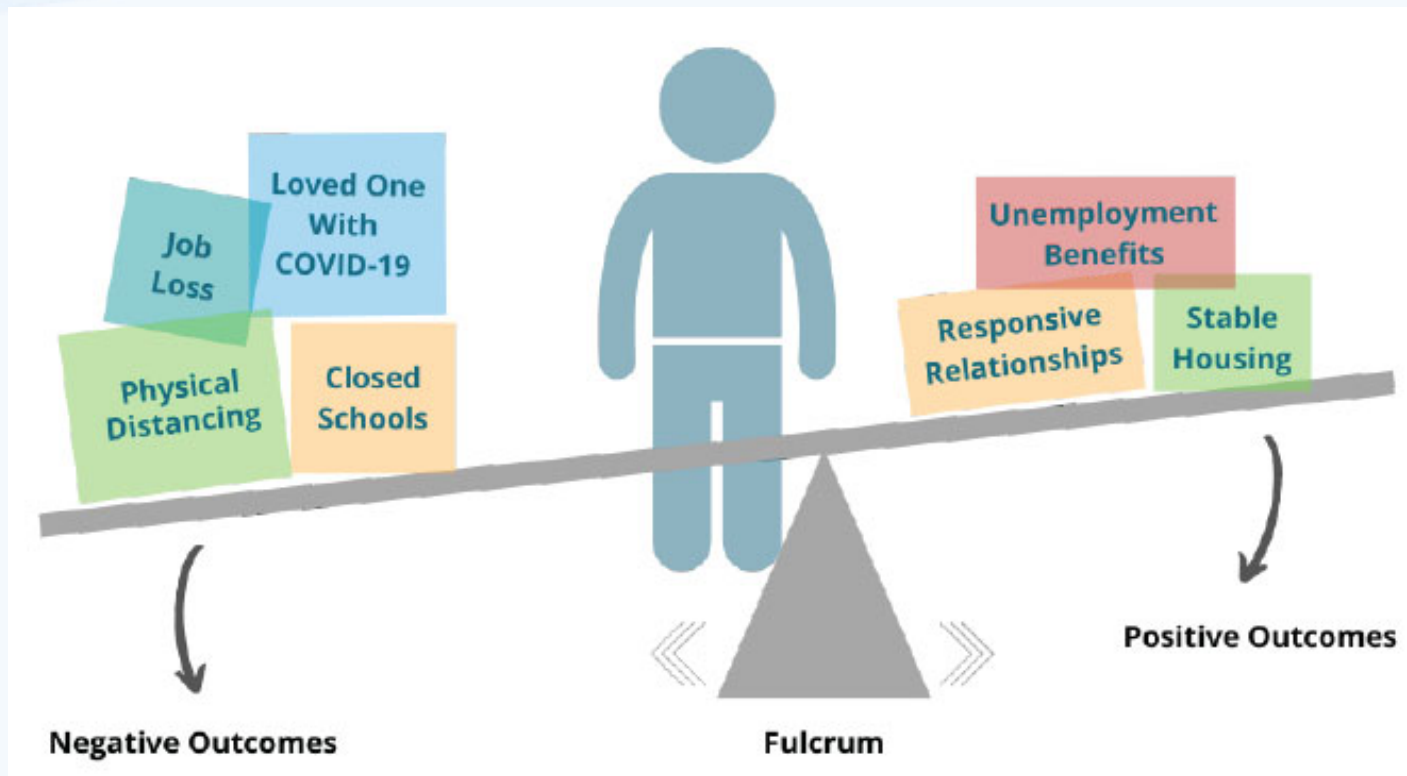 Loved One
With
COVID-19
Job
Loss
Physical
Distancing
Closed
Schools
Unemployment
Benefits
Responsive
Relationships
Stable
Housing
Positive Outcomes
Negative Outcomes
Fulcrum